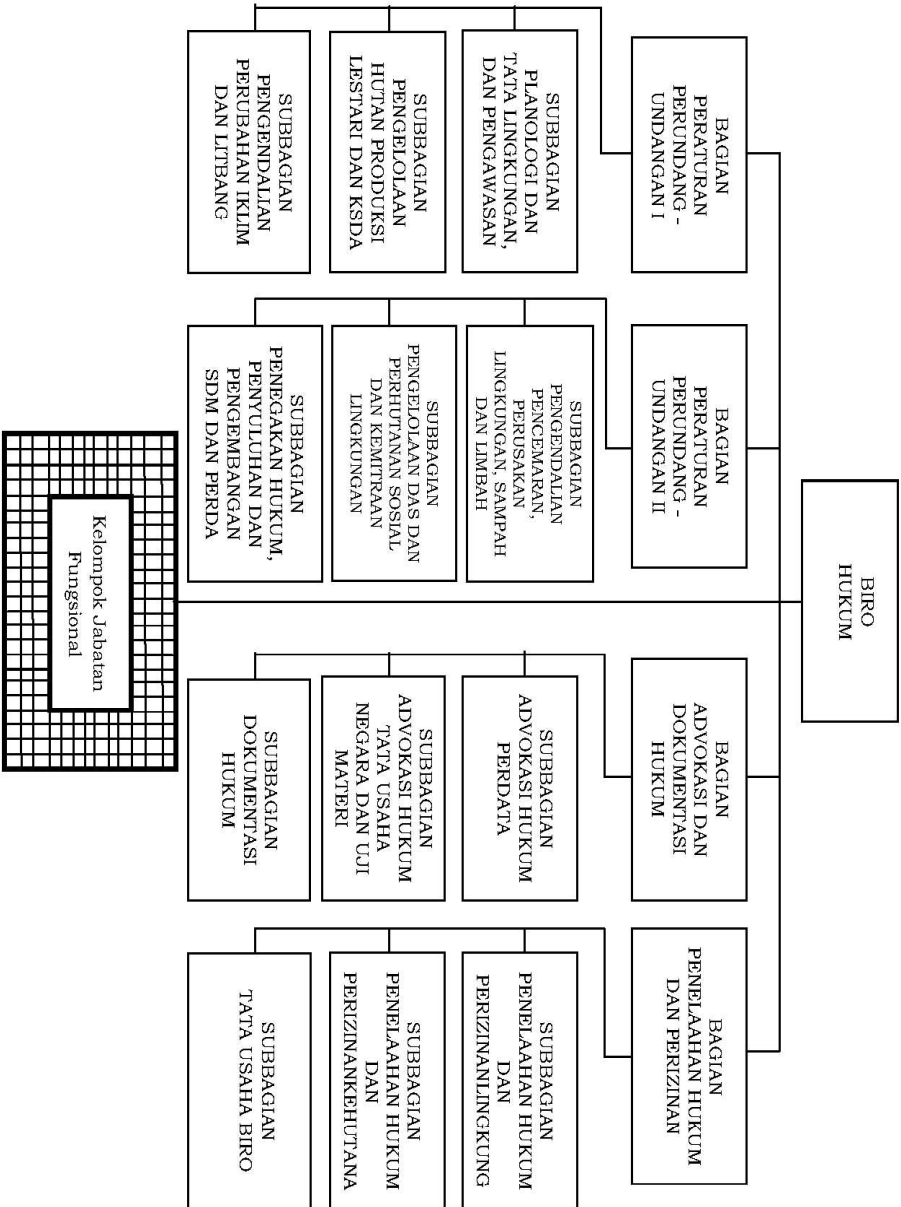 BIRO
HUKUM
BAGIAN
PERATURAN
PERUNDANG -
UNDANGAN I
BAGIAN
PERATURAN
PERUNDANG -
UNDANGAN II
BAGIAN
ADVOKASI DAN
DOKUMENTASI
HUKUM
BAGIAN
PENELAAHAN HUKUM
DAN PERIZINAN
SUBBAGIAN
PLANOLOGI DAN
TATA LINGKUNGAN,
DAN PENGAWASAN
SUBBAGIAN
PENGELOLAAN
HUTAN PRODUKSI
LESTARI DAN KSDA
SUBBAGIAN
PENGENDALIAN
PERUBAHAN IKLIM
DAN LITBANG
SUBBAGIAN
PENGENDALIAN
PENCEMARAN,
PERUSAKAN
LINGKUNGAN, SAMPAH
DAN LIMBAH
SUBBAGIAN
PENGELOLAAN DAS DAN
PERHUTANAN SOSIAL
DAN KEMITRAAN
LINGKUNGAN
SUBBAGIAN
PENEGAKAN HUKUM,
PENYULUHAN DAN
PENGEMBANGAN
SDM DAN PERDA
SUBBAGIAN
ADVOKASI HUKUM
PERDATA
SUBBAGIAN
ADVOKASI HUKUM
TATA USAHA
NEGARA DAN UJI
MATERI
SUBBAGIAN
DOKUMENTASI
HUKUM
SUBBAGIAN
PENELAAHAN HUKUM
DAN
PERIZINANLINGKUNG
SUBBAGIAN
PENELAAHAN HUKUM
DAN
PERIZINANKEHUTANA
SUBBAGIAN
TATA USAHA BIRO
Kelompok Jabatan
Fungsional